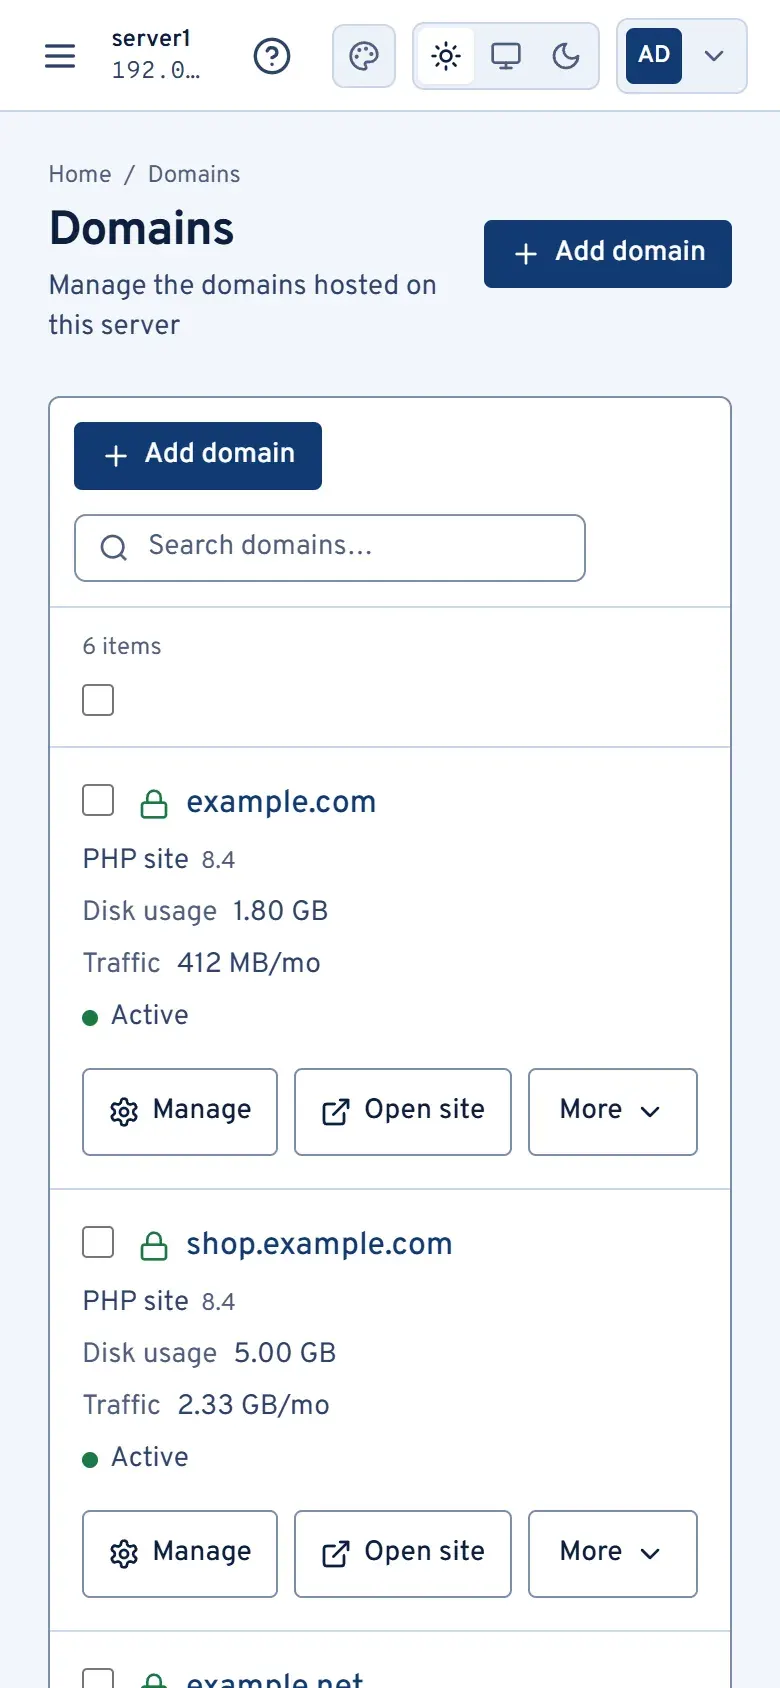 server1
192.0…
AD
Home / Domains
Domains
Add domain
Manage the domains hosted on
this server
Add domain
Search domains...
6 items
example.com
PHP site 8.4
Disk usage 1.80 GB
Traffic 412 MB/mo
Active
Manage
Open site
More
shop.example.com
PHP site 8.4
Disk usage 5.00 GB
Traffic 2.33 GB/mo
Active
Manage
Open site
More
example.net